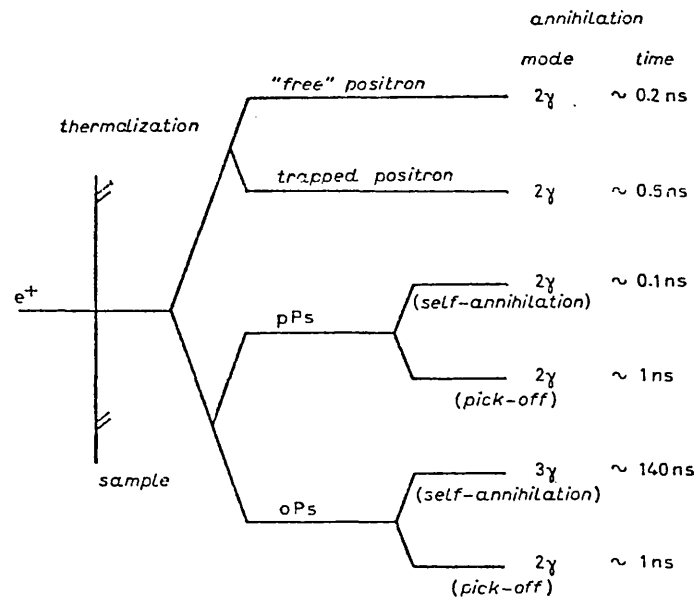 annihilation
mode time
"free" positron 2γ ~ 0.2 ns
thermalization
trapped positron 2γ ~ 0.5 ns
2γ ~ 0.1 ns
e+ (self-annihilation)
pPs
2γ ~ 1 ns
(pick-off)
3γ ~ 140 ns
sample (self-annihilation)
oPs
2γ ~ 1 ns
(pick-off)